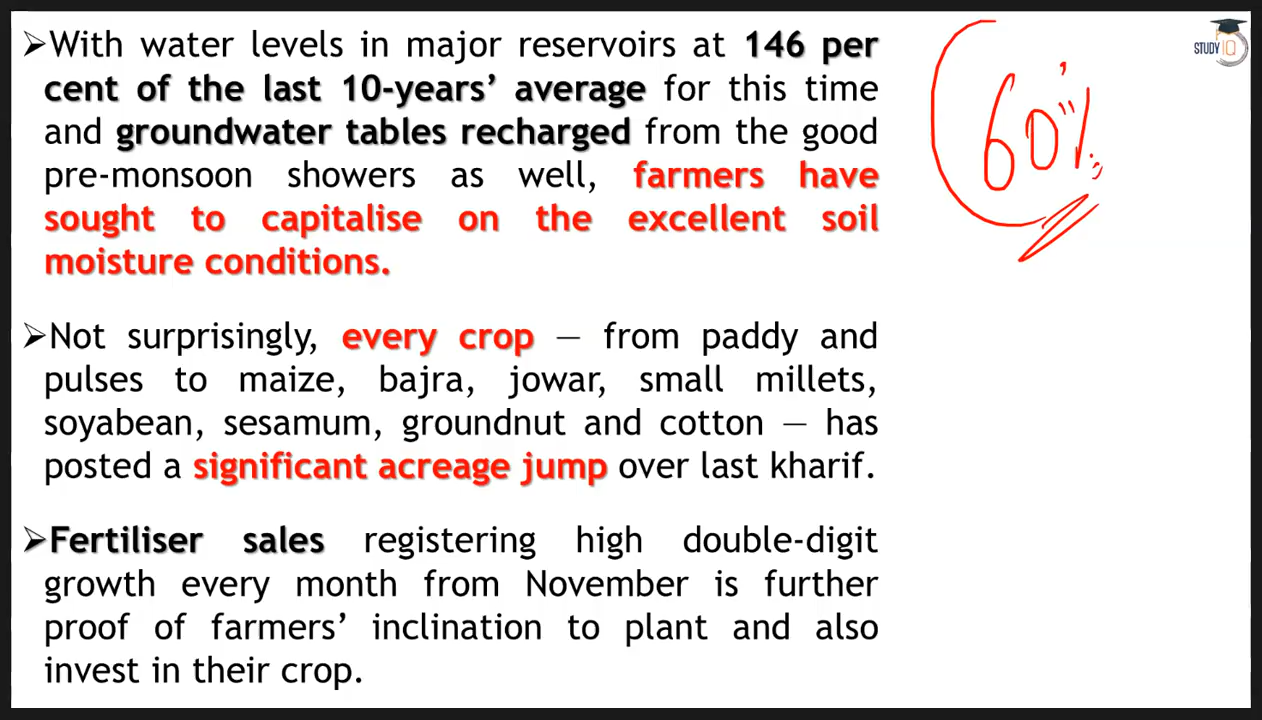 ➢With water levels in major reservoirs at 146 per
cent of the last 10-years’ average for this time
and groundwater tables recharged from the good
pre-monsoon showers as well, farmers have
sought to capitalise on the excellent soil
moisture conditions.
➢Not surprisingly, every crop — from paddy and
pulses to maize, bajra, jowar, small millets,
soyabean, sesamum, groundnut and cotton — has
posted a significant acreage jump over last kharif.
➢Fertiliser sales registering high double-digit
growth every month from November is further
proof of farmers’ inclination to plant and also
invest in their crop.
60%
STUDY IQ